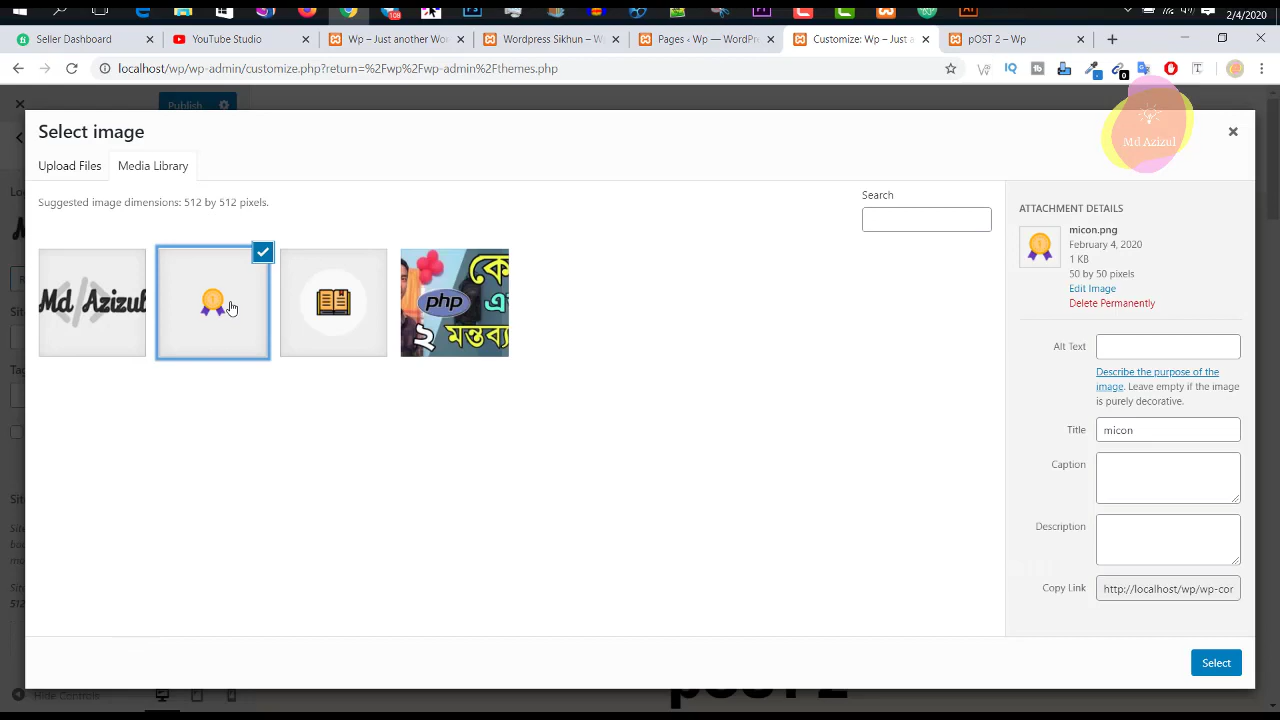 108
2/4/2020
Seller Dashboard
YouTube Studio
Wp – Just another Wo
Wordpress Sikhun – W
Pages ‹ Wp — WordPr
Customize: Wp – Just a
pOST 2 – Wp
localhost/wp/wp-admin/customize.php?return=%2Fwp%2Fwp-admin%2Fthemes.php
Publish
Select image
Md Azizul
Upload Files
Media Library
Suggested image dimensions: 512 by 512 pixels.
Search
Md Azizul
php
২ মন্তব্য
ATTACHMENT DETAILS
micon.png
February 4, 2020
1 KB
50 by 50 pixels
Edit Image
Delete Permanently
Alt Text
Describe the purpose of the
image. Leave empty if the image
is purely decorative.
Title
micon
Caption
Description
Copy Link
http://localhost/wp/wp-cor
Select
Hide Controls
pOST 2